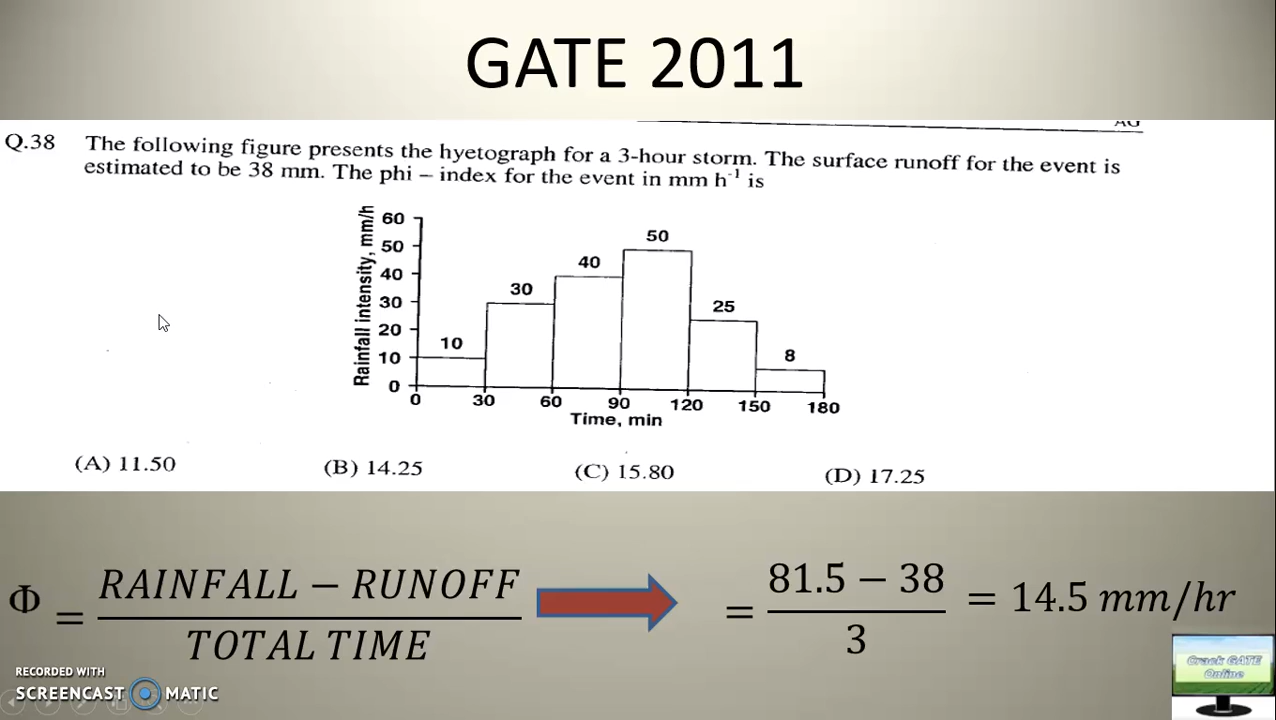 GATE 2011
AG
Q.38 The following figure presents the hyetograph for a 3-hour storm. The surface runoff for the event is
estimated to be 38 mm. The phi – index for the event in mm h⁻¹ is
Rainfall intensity, mm/h
60
50
40
30
20
10
0
10
30
40
50
25
8
0 30 60 90 120 150 180
Time, min
(A) 11.50 (B) 14.25 (C) 15.80 (D) 17.25
Φ = RAINFALL − RUNOFF
TOTAL TIME
= 81.5 − 38
3
= 14.5 mm/hr
RECORDED WITH
SCREENCAST MATIC
Crack GATE
Online